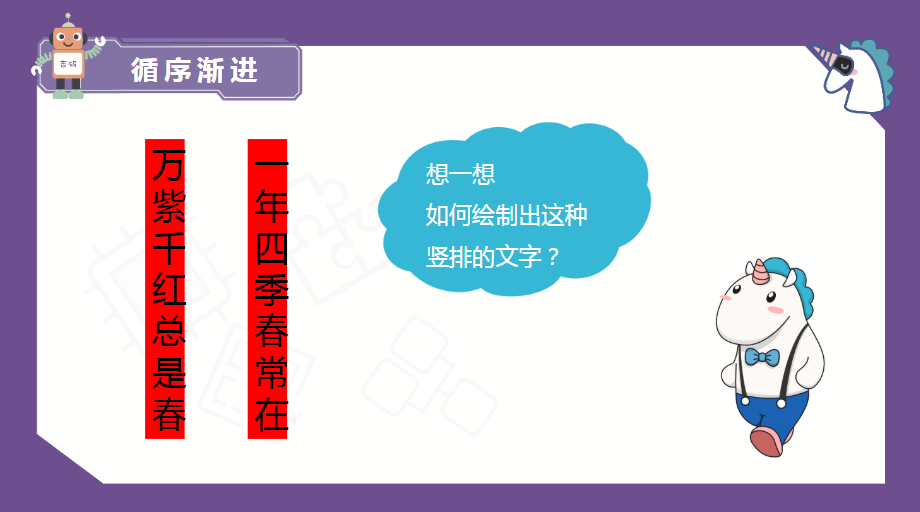 循序渐进
万紫千红总是春
一年四季春常在
想一想
如何绘制出这种
竖排的文字？